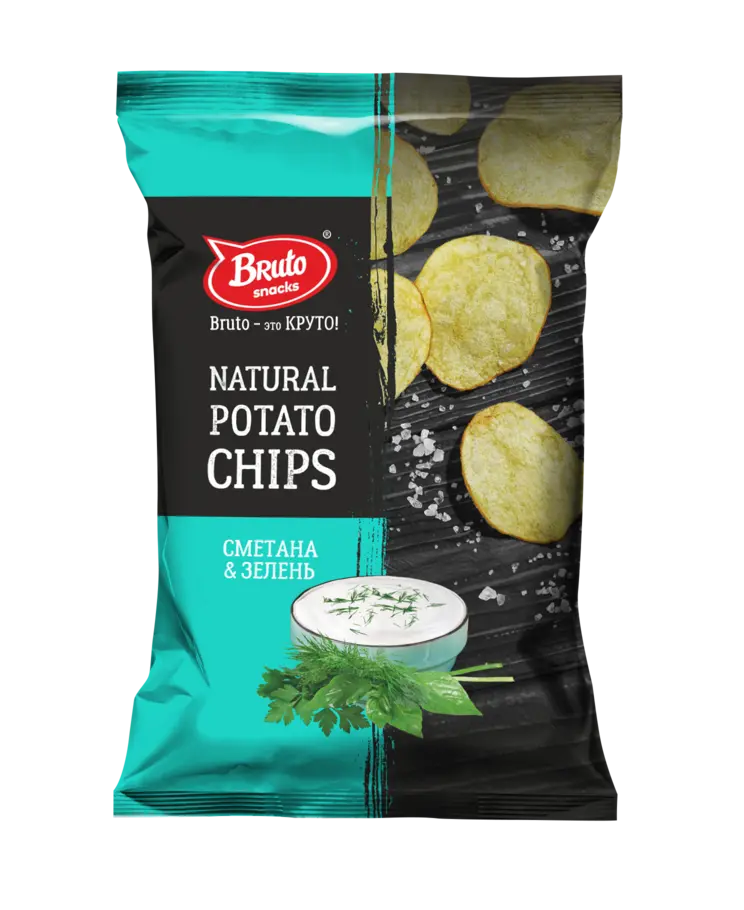 ®
Bruto
snacks
Bruto – это КРУТО!
NATURAL
POTATO
CHIPS
СМЕТАНА
& ЗЕЛЕНЬ